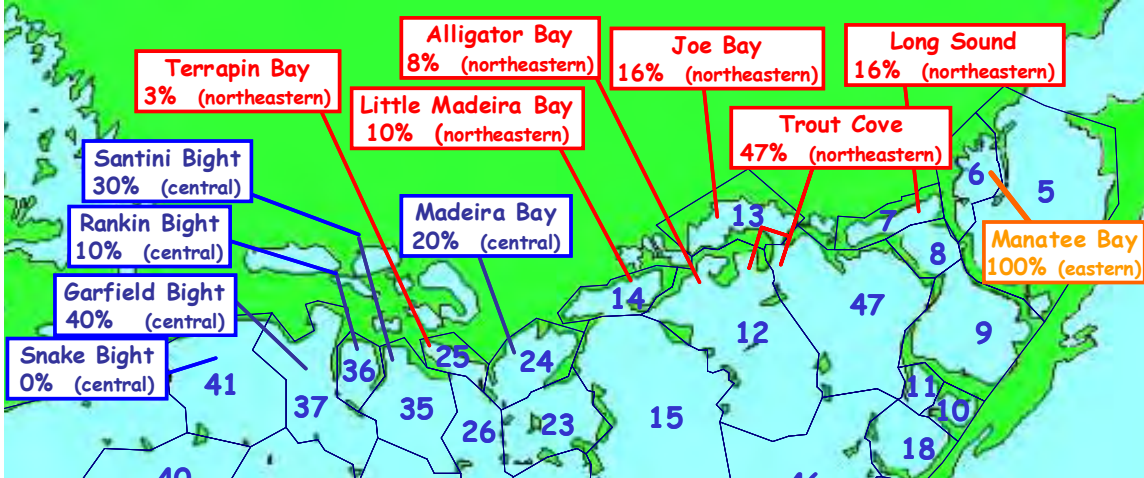 Alligator Bay
8% (northeastern)
Joe Bay
16% (northeastern)
Long Sound
16% (northeastern)
Terrapin Bay
3% (northeastern)
Little Madeira Bay
10% (northeastern)
Trout Cove
47% (northeastern)
Santini Bight
30% (central)
Rankin Bight
10% (central)
Madeira Bay
20% (central)
Manatee Bay
100% (eastern)
Garfield Bight
40% (central)
Snake Bight
0% (central)
6
5
13
7
8
14
12
47
9
25
24
36
41
37
35
26
23
15
11
10
18
40
46